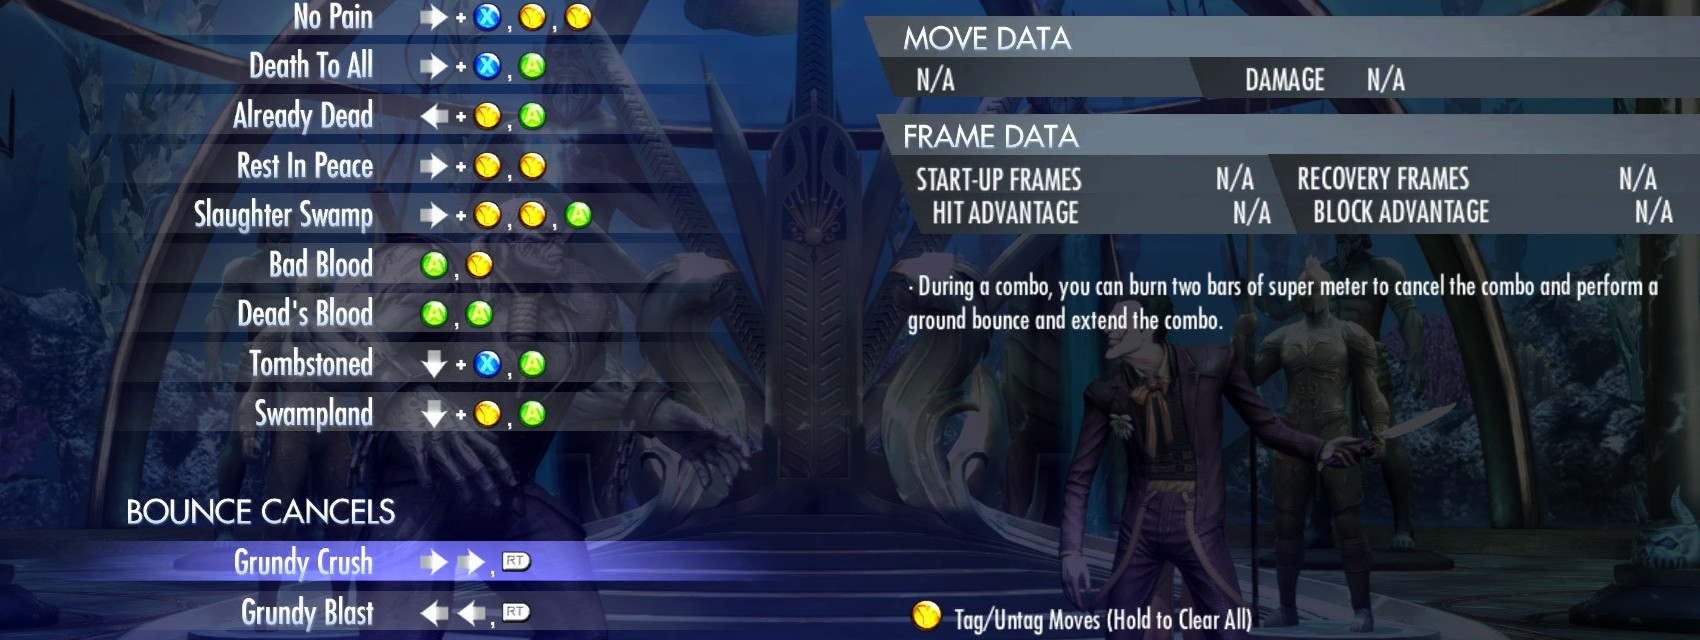 No Pain + X, Y, Y
Death To All + X, A
Already Dead + Y, A
Rest In Peace + Y, Y
Slaughter Swamp + Y, Y, A
Bad Blood A, Y
Dead's Blood A, A
Tombstoned + X, A
Swampland + Y, A
BOUNCE CANCELS
Grundy Crush , RT
Grundy Blast , RT
MOVE DATA
N/A DAMAGE N/A
FRAME DATA
START-UP FRAMES N/A RECOVERY FRAMES N/A
HIT ADVANTAGE N/A BLOCK ADVANTAGE N/A
· During a combo, you can burn two bars of super meter to cancel the combo and perform a
ground bounce and extend the combo.
Y Tag/Untag Moves (Hold to Clear All)